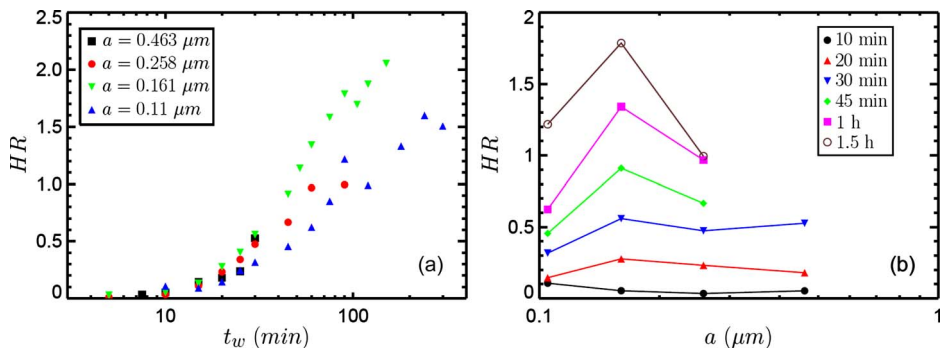 2.5
2.0
1.5
1.0
0.5
0.0
HR
a = 0.463 μm
a = 0.258 μm
a = 0.161 μm
a = 0.11 μm
(a)
10
100
t_w (min)
2
1.5
1
0.5
0
HR
10 min
20 min
30 min
45 min
1 h
1.5 h
(b)
0.1
1
a (μm)